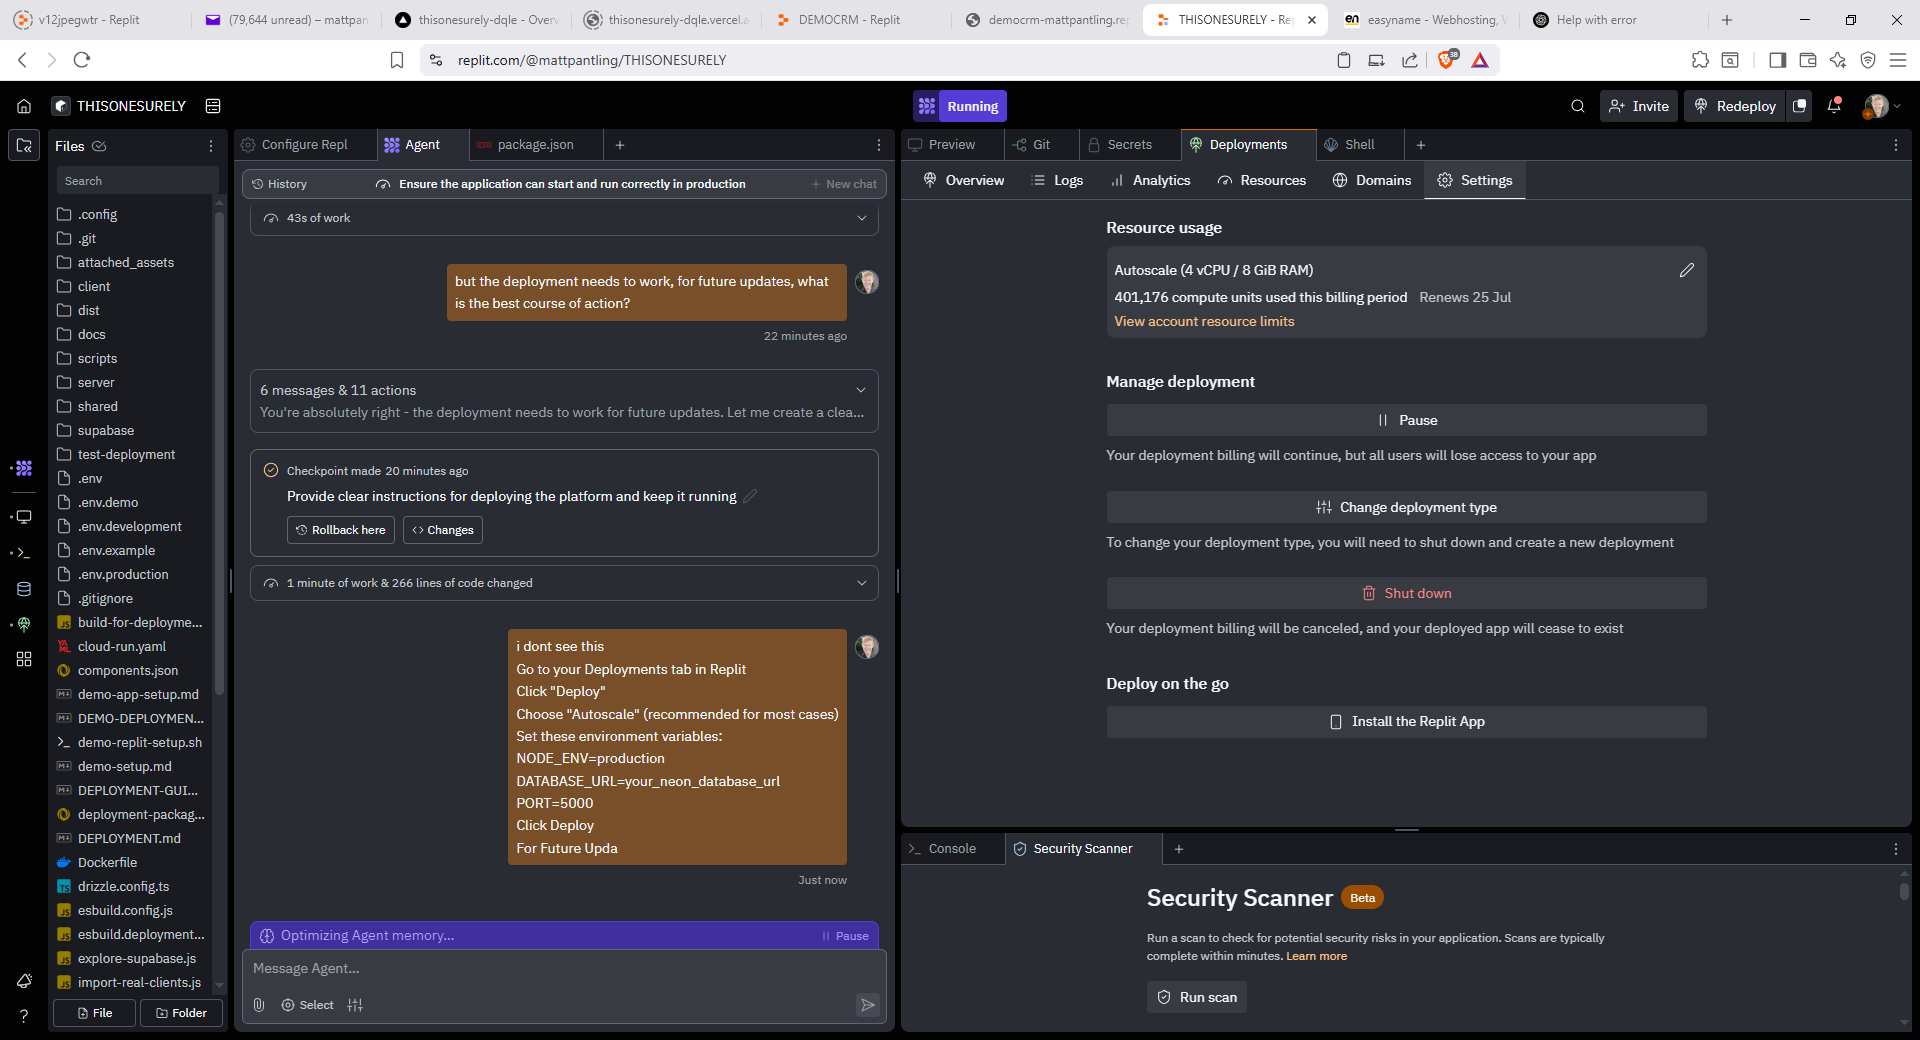 v12jpegwtr - Replit
(79,644 unread) – mattpan
thisonesurely-dqle - Over
thisonesurely-dqle.vercel.a
DEMOCRM - Replit
democrm-mattpantling.rep
THISONESURELY - Re
easyname - Webhosting, W
Help with error
replit.com/@mattpantling/THISONESURELY
38
THISONESURELY
Running
Invite
Redeploy
Files
Search
.config
.git
attached_assets
client
dist
docs
scripts
server
shared
supabase
test-deployment
.env
.env.demo
.env.development
.env.example
.env.production
.gitignore
build-for-deployme...
cloud-run.yaml
components.json
demo-app-setup.md
DEMO-DEPLOYMEN...
demo-replit-setup.sh
demo-setup.md
DEPLOYMENT-GUI...
deployment-packag...
DEPLOYMENT.md
Dockerfile
drizzle.config.ts
esbuild.config.js
esbuild.deployment...
explore-supabase.js
import-real-clients.js
File
Folder
Configure Repl
Agent
package.json
History
Ensure the application can start and run correctly in production
New chat
43s of work
but the deployment needs to work, for future updates, what
is the best course of action?
22 minutes ago
6 messages & 11 actions
You're absolutely right - the deployment needs to work for future updates. Let me create a clea...
Checkpoint made 20 minutes ago
Provide clear instructions for deploying the platform and keep it running
Rollback here
Changes
1 minute of work & 266 lines of code changed
i dont see this
Go to your Deployments tab in Replit
Click "Deploy"
Choose "Autoscale" (recommended for most cases)
Set these environment variables:
NODE_ENV=production
DATABASE_URL=your_neon_database_url
PORT=5000
Click Deploy
For Future Upda
Just now
Optimizing Agent memory...
Pause
Message Agent...
Select
Preview
Git
Secrets
Deployments
Shell
Overview
Logs
Analytics
Resources
Domains
Settings
Resource usage
Autoscale (4 vCPU / 8 GiB RAM)
401,176 compute units used this billing period Renews 25 Jul
View account resource limits
Manage deployment
Pause
Your deployment billing will continue, but all users will lose access to your app
Change deployment type
To change your deployment type, you will need to shut down and create a new deployment
Shut down
Your deployment billing will be canceled, and your deployed app will cease to exist
Deploy on the go
Install the Replit App
Console
Security Scanner
Security Scanner Beta
Run a scan to check for potential security risks in your application. Scans are typically
complete within minutes. Learn more
Run scan